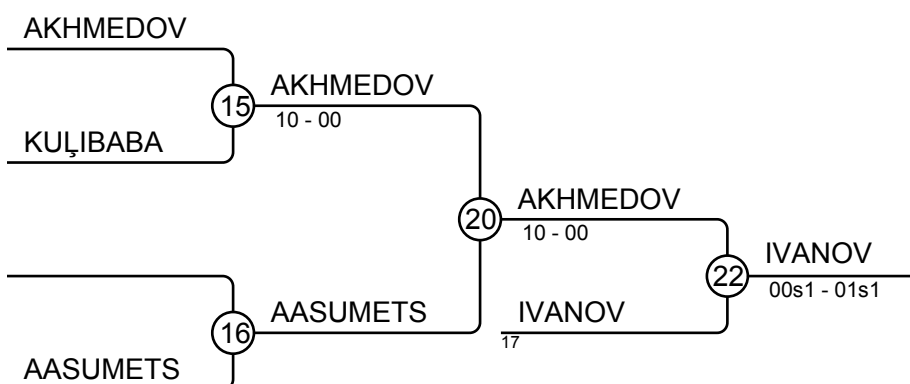 AKHMEDOV
15
AKHMEDOV
10 - 00
KUĻIBABA
20
AKHMEDOV
10 - 00
22
IVANOV
00s1 - 01s1
16
AASUMETS
IVANOV
17
AASUMETS